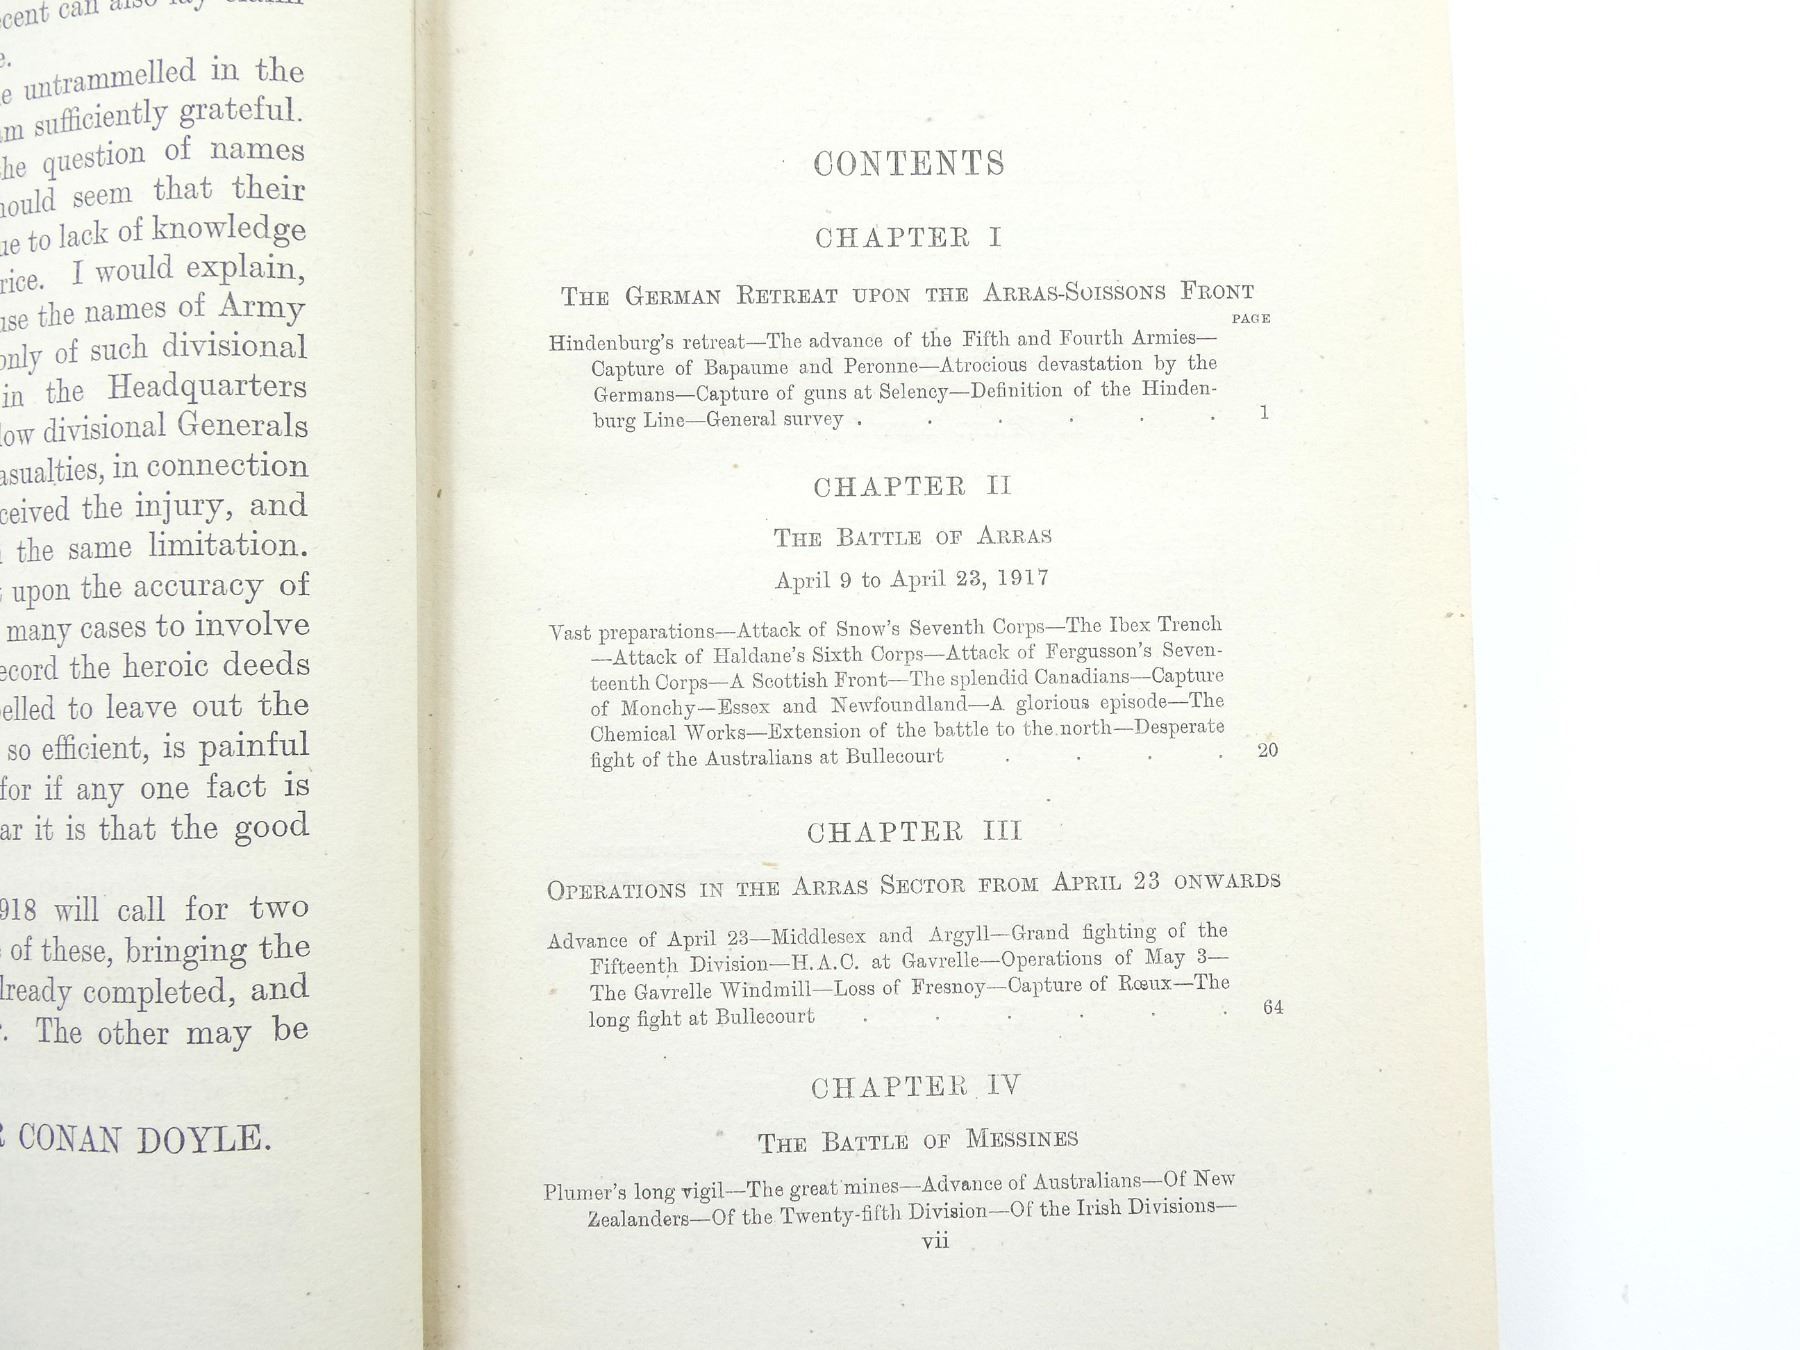 cent can also lay claim
e.
e untrammelled in the
m sufficiently grateful.
he question of names
hould seem that their
ue to lack of knowledge
rice. I would explain,
use the names of Army
only of such divisional
in the Headquarters
low divisional Generals
asualties, in connection
ceived the injury, and
the same limitation.
upon the accuracy of
many cases to involve
ecord the heroic deeds
elled to leave out the
so efficient, is painful
for if any one fact is
ar it is that the good
918 will call for two
of these, bringing the
lready completed, and
. The other may be
R CONAN DOYLE.
CONTENTS
CHAPTER I
The German Retreat upon the Arras-Soissons Front
PAGE
Hindenburg's retreat—The advance of the Fifth and Fourth Armies—
Capture of Bapaume and Peronne—Atrocious devastation by the
Germans—Capture of guns at Selency—Definition of the Hinden-
burg Line—General survey . . . . . . 1
CHAPTER II
The Battle of Arras
April 9 to April 23, 1917
Vast preparations—Attack of Snow's Seventh Corps—The Ibex Trench
—Attack of Haldane's Sixth Corps—Attack of Fergusson's Seven-
teenth Corps—A Scottish Front—The splendid Canadians—Capture
of Monchy—Essex and Newfoundland—A glorious episode—The
Chemical Works—Extension of the battle to the north—Desperate
fight of the Australians at Bullecourt . . . . 20
CHAPTER III
Operations in the Arras Sector from April 23 onwards
Advance of April 23—Middlesex and Argyll—Grand fighting of the
Fifteenth Division—H.A.C. at Gavrelle—Operations of May 3—
The Gavrelle Windmill—Loss of Fresnoy—Capture of Rœux—The
long fight at Bullecourt . . . . . . 64
CHAPTER IV
The Battle of Messines
Plumer's long vigil—The great mines—Advance of Australians—Of New
Zealanders—Of the Twenty-fifth Division—Of the Irish Divisions—
vii